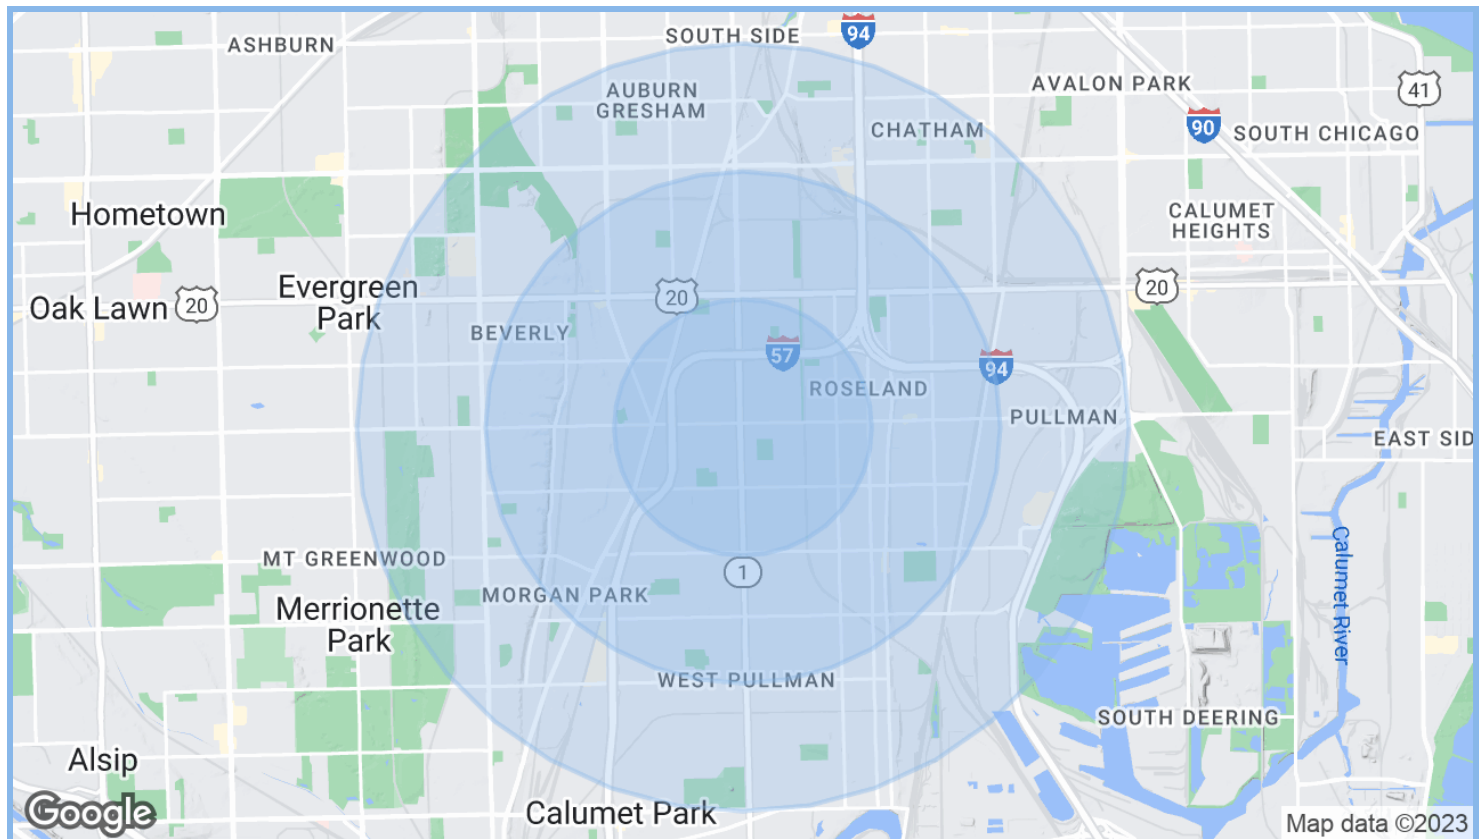 SOUTH SIDE
94
ASHBURN
AUBURN
GRESHAM
AVALON PARK
41
CHATHAM
90
SOUTH CHICAGO
Hometown
CALUMET
HEIGHTS
Evergreen
Park
Oak Lawn
20
20
20
BEVERLY
57
94
ROSELAND
PULLMAN
EAST SID
MT GREENWOOD
1
MORGAN PARK
Merrionette
Park
Calumet River
WEST PULLMAN
SOUTH DEERING
Alsip
Calumet Park
Google
Map data ©2023